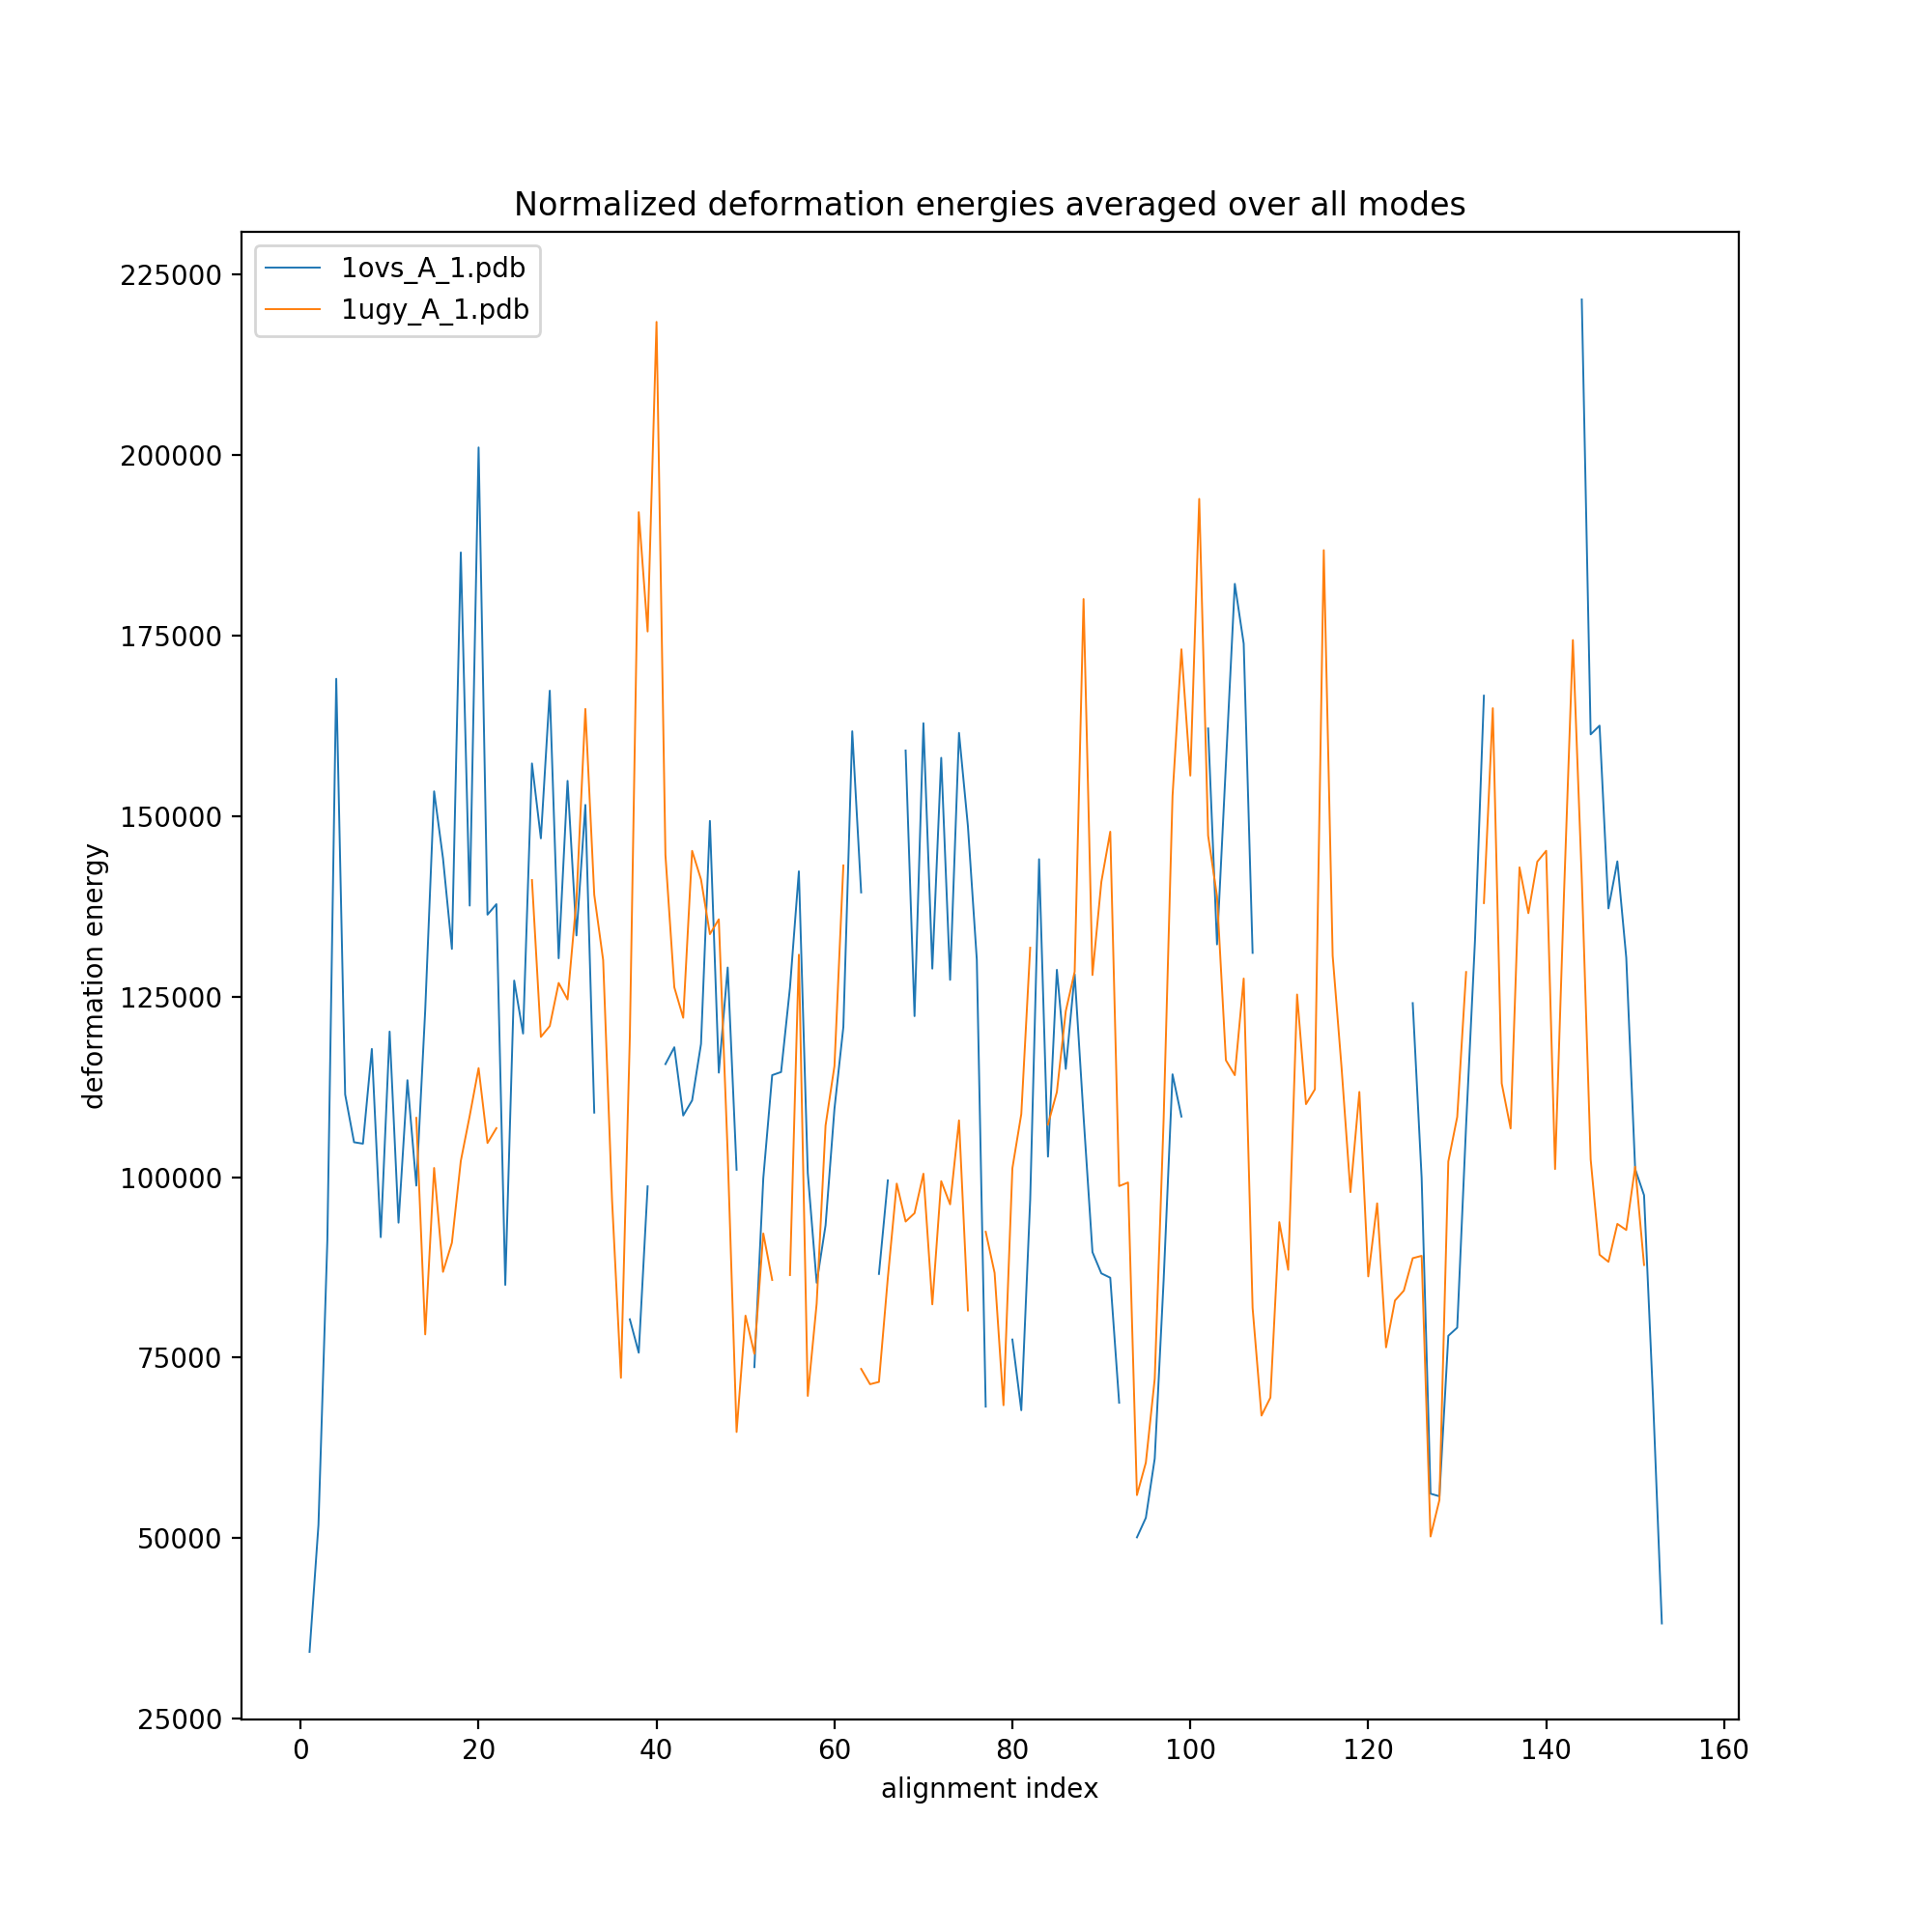 Normalized deformation energies averaged over all modes
1ovs_A_1.pdb
1ugy_A_1.pdb
225000
200000
175000
150000
125000
100000
75000
50000
25000
deformation energy
0 20 40 60 80 100 120 140 160
alignment index